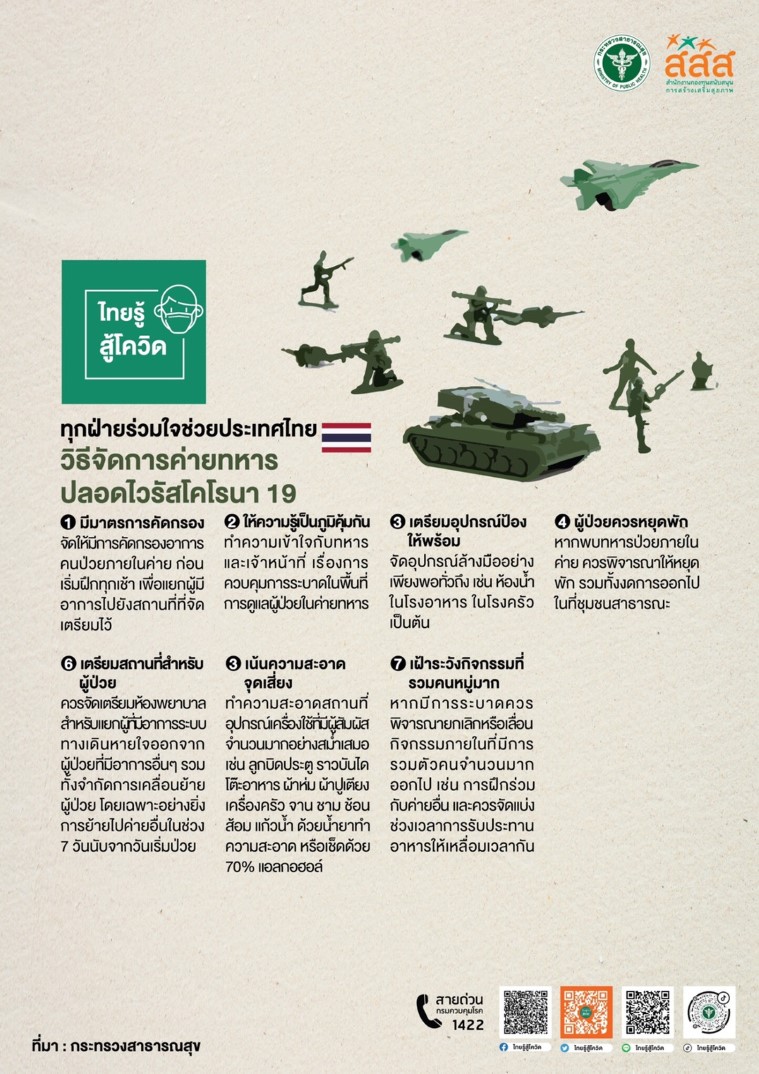 กระทรวงสาธารณสุข
MINISTRY OF PUBLIC HEALTH
สสส
สำนักงานกองทุนสนับสนุน
การสร้างเสริมสุขภาพ
ไทยรู้
สู้โควิด
ทุกฝ่ายร่วมใจช่วยประเทศไทย
วิธีจัดการค่ายทหาร
ปลอดไวรัสโคโรนา 19
1 มีมาตรการคัดกรอง
จัดให้มีการคัดกรองอาการ
คนป่วยภายในค่าย ก่อน
เริ่มฝึกทุกเช้า เพื่อแยกผู้มี
อาการไปยังสถานที่ที่จัด
เตรียมไว้
2 ให้ความรู้เป็นภูมิคุ้มกัน
ทำความเข้าใจกับทหาร
และเจ้าหน้าที่ เรื่องการ
ควบคุมการระบาดในพื้นที่
การดูแลผู้ป่วยในค่ายทหาร
3 เตรียมอุปกรณ์ป้อง
ให้พร้อม
จัดอุปกรณ์ล้างมืออย่าง
เพียงพอทั่วถึง เช่น ห้องน้ำ
ในโรงอาหาร ในโรงครัว
เป็นต้น
4 ผู้ป่วยควรหยุดพัก
หากพบทหารป่วยภายใน
ค่าย ควรพิจารณาให้หยุด
พัก รวมทั้งงดการออกไป
ในที่ชุมชนสาธารณะ
6 เตรียมสถานที่สำหรับ
ผู้ป่วย
ควรจัดเตรียมห้องพยาบาล
สำหรับแยกผู้ที่มีอาการระบบ
ทางเดินหายใจออกจาก
ผู้ป่วยที่มีอาการอื่นๆ รวม
ทั้งจำกัดการเคลื่อนย้าย
ผู้ป่วย โดยเฉพาะอย่างยิ่ง
การย้ายไปค่ายอื่นในช่วง
7 วันนับจากวันเริ่มป่วย
3 เน้นความสะอาด
จุดเสี่ยง
ทำความสะอาดสถานที่
อุปกรณ์เครื่องใช้ที่มีผู้สัมผัส
จำนวนมากอย่างสม่ำเสมอ
เช่น ลูกบิดประตู ราวบันได
โต๊ะอาหาร ผ้าห่ม ผ้าปูเตียง
เครื่องครัว จาน ชาม ช้อน
ส้อม แก้วน้ำ ด้วยน้ำยาทำ
ความสะอาด หรือเช็ดด้วย
70% แอลกอฮอล์
7 เฝ้าระวังกิจกรรมที่
รวมคนหมู่มาก
หากมีการระบาดควร
พิจารณายกเลิกหรือเลื่อน
กิจกรรมภายในที่มีการ
รวมตัวคนจำนวนมาก
ออกไป เช่น การฝึกร่วม
กับค่ายอื่น และควรจัดแบ่ง
ช่วงเวลาการรับประทาน
อาหารให้เหลื่อมเวลากัน
สายด่วน
กรมควบคุมโรค
1422
ไทยรู้สู้โควิด
ไทยรู้สู้โควิด
ไทยรู้สู้โควิด
ไทยรู้สู้โควิด
ที่มา : กระทรวงสาธารณสุข